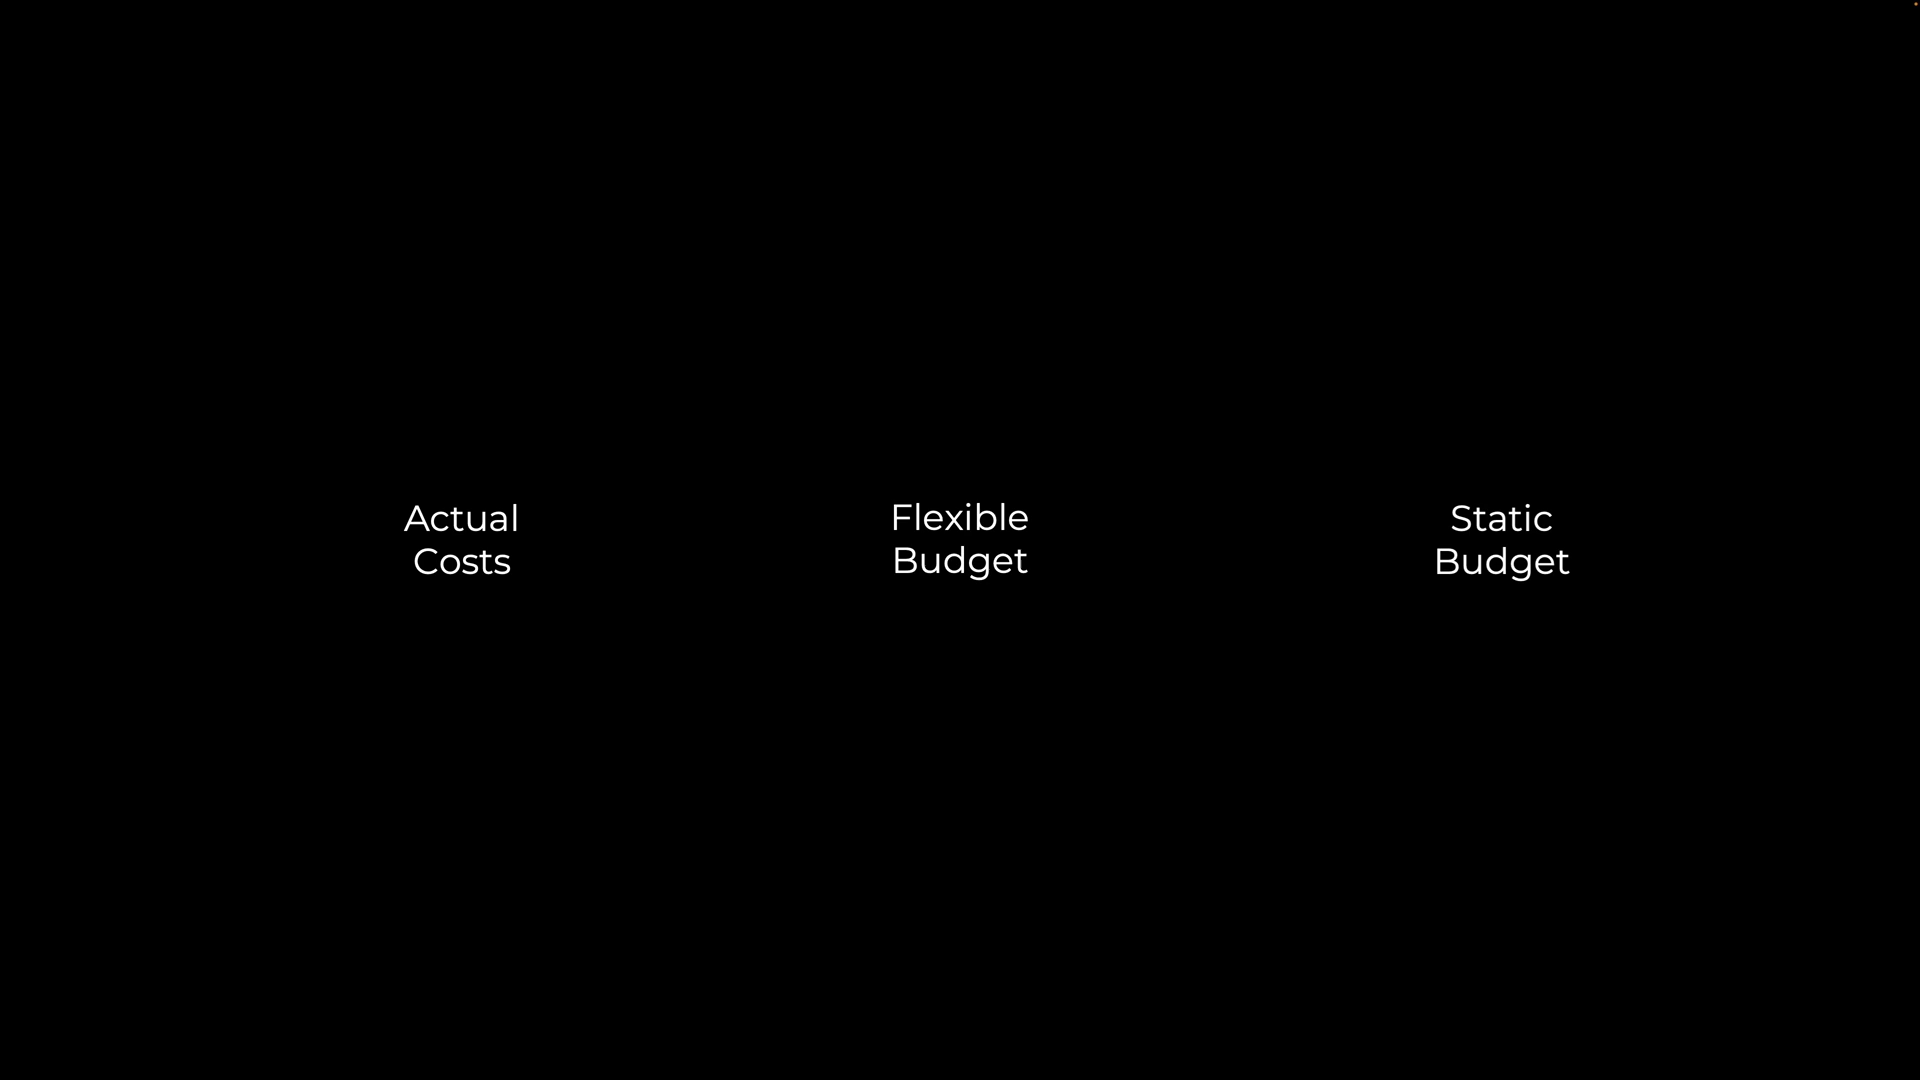 Actual
Costs
Flexible
Budget
Static
Budget